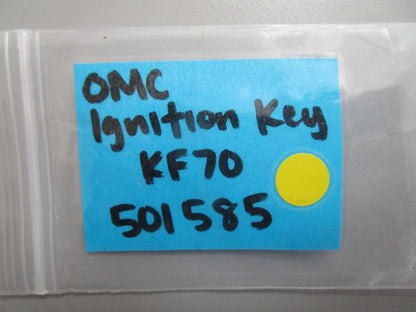 OMC
Ignition Key
KF70
501585